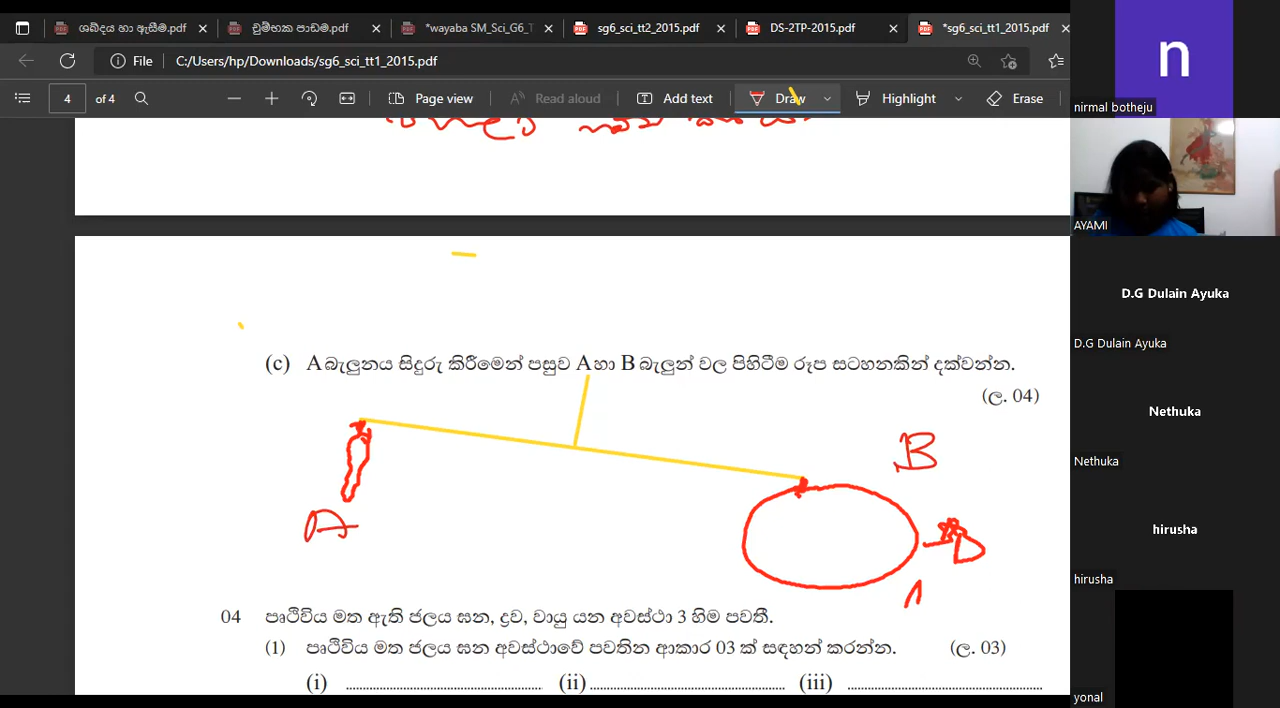 ශබ්දය හා ඇසීම.pdf
චුම්භක පාඩම.pdf
*wayaba SM_Sci_G6_T
sg6_sci_tt2_2015.pdf
DS-2TP-2015.pdf
*sg6_sci_tt1_2015.pdf
File C:/Users/hp/Downloads/sg6_sci_tt1_2015.pdf
4 of 4 Page view Read aloud Add text Draw Highlight Erase
n
nirmal botheju
AYAMI
D.G Dulain Ayuka
D.G Dulain Ayuka
(c) A බැලුනය සිදුරු කිරීමෙන් පසුව A හා B බැලුන් වල පිහිටීම රූප සටහනකින් දක්වන්න.
(ල. 04)
Nethuka
B
Nethuka
A
hirusha
hirusha
04 පෘථිවිය මත ඇති ජලය ඝන, ද්‍රව, වායු යන අවස්ථා 3 හිම පවතී.
(1) පෘථිවිය මත ජලය ඝන අවස්ථාවේ පවතින ආකාර 03 ක් සඳහන් කරන්න. (ල. 03)
(i) ........................................ (ii) ........................................ (iii) ........................................
yonal